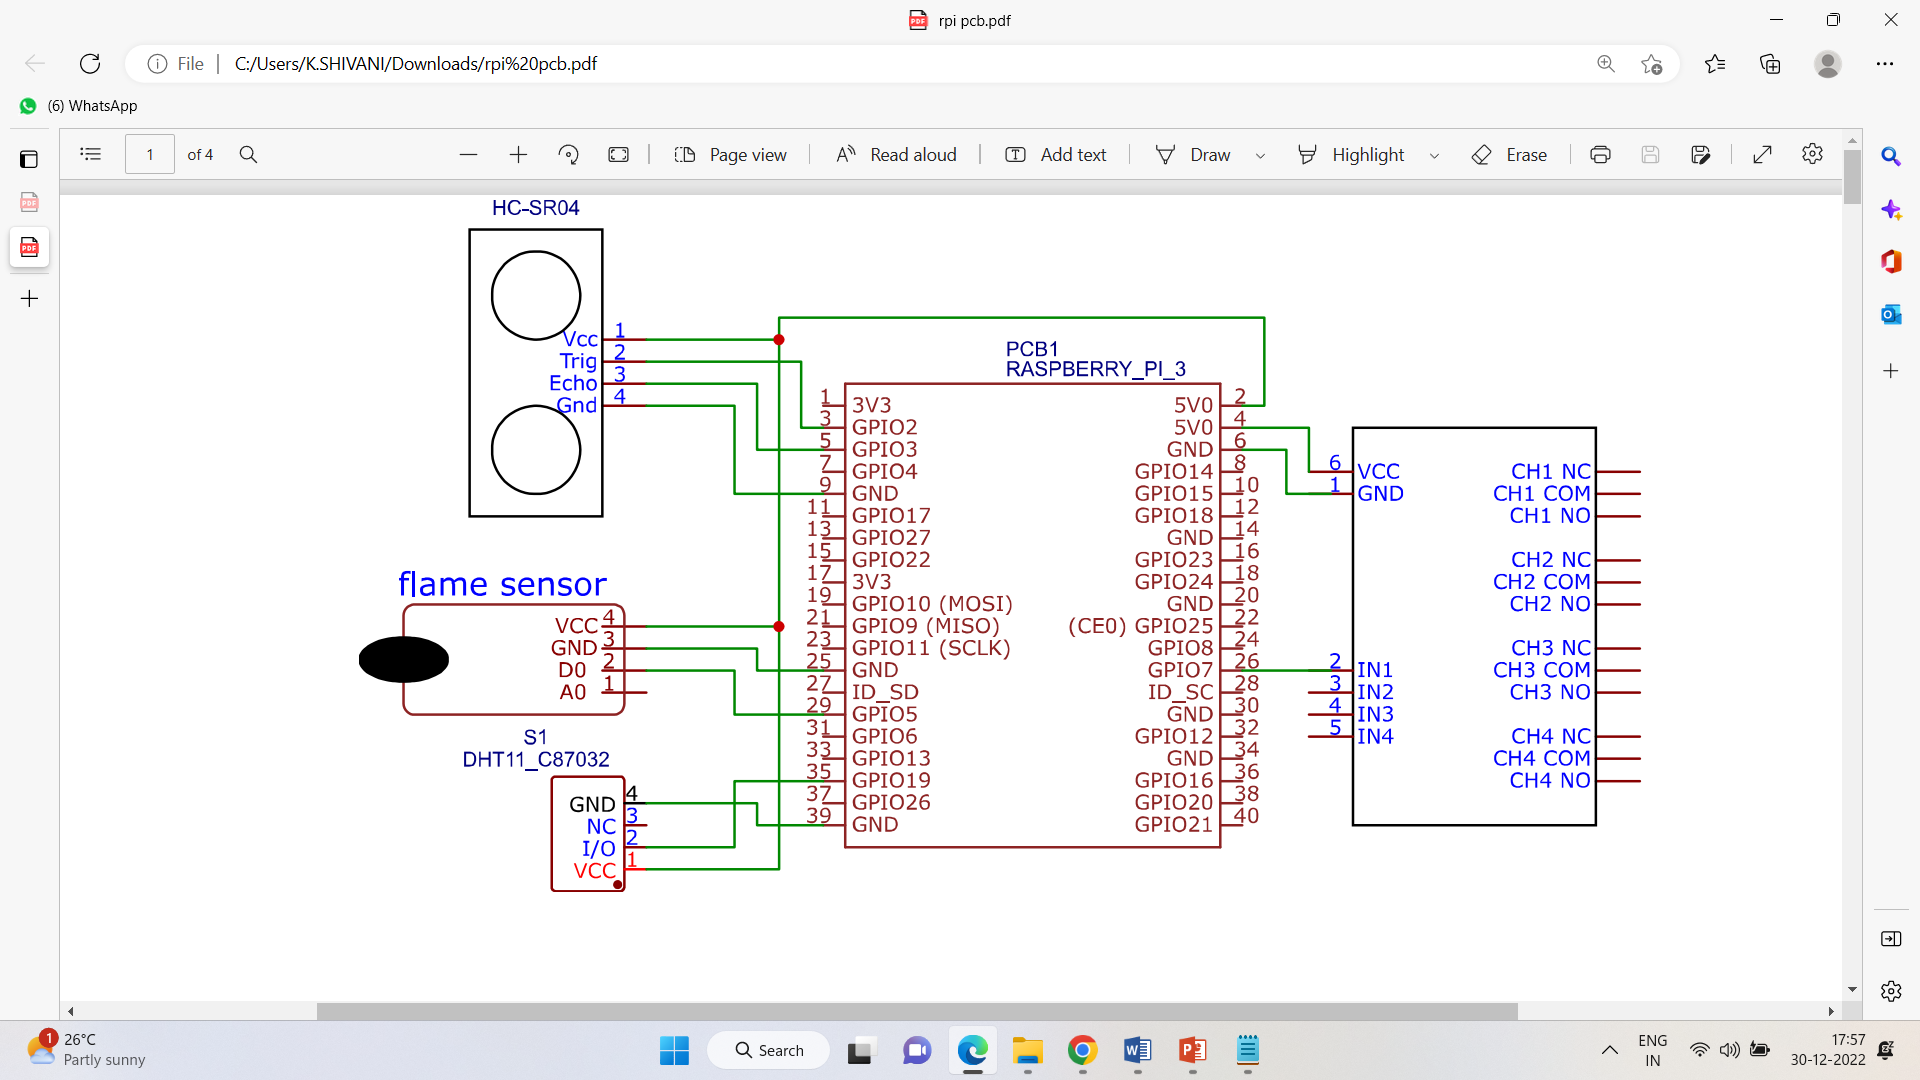 rpi pcb.pdf
File
C:/Users/K.SHIVANI/Downloads/rpi%20pcb.pdf
(6) WhatsApp
1 of 4
Page view
Read aloud
Add text
Draw
Highlight
Erase
HC-SR04
Vcc 1
Trig 2
Echo 3
Gnd 4
PCB1
RASPBERRY_PI_3
1 3V3
3 GPIO2
5 GPIO3
7 GPIO4
9 GND
11 GPIO17
13 GPIO27
15 GPIO22
17 3V3
19 GPIO10 (MOSI)
21 GPIO9 (MISO)
23 GPIO11 (SCLK)
25 GND
27 ID_SD
29 GPIO5
31 GPIO6
33 GPIO13
35 GPIO19
37 GPIO26
39 GND
5V0 2
5V0 4
GND 6
GPIO14 8
GPIO15 10
GPIO18 12
GND 14
GPIO23 16
GPIO24 18
GND 20
(CE0) GPIO25 22
GPIO8 24
GPIO7 26
ID_SC 28
GND 30
GPIO12 32
GND 34
GPIO16 36
GPIO20 38
GPIO21 40
6 VCC
1 GND
2 IN1
3 IN2
4 IN3
5 IN4
CH1 NC
CH1 COM
CH1 NO
CH2 NC
CH2 COM
CH2 NO
CH3 NC
CH3 COM
CH3 NO
CH4 NC
CH4 COM
CH4 NO
flame sensor
VCC 4
GND 3
D0 2
A0 1
S1
DHT11_C87032
GND 4
NC 3
I/O 2
VCC 1
1
26°C
Partly sunny
Search
ENG
IN
17:57
30-12-2022